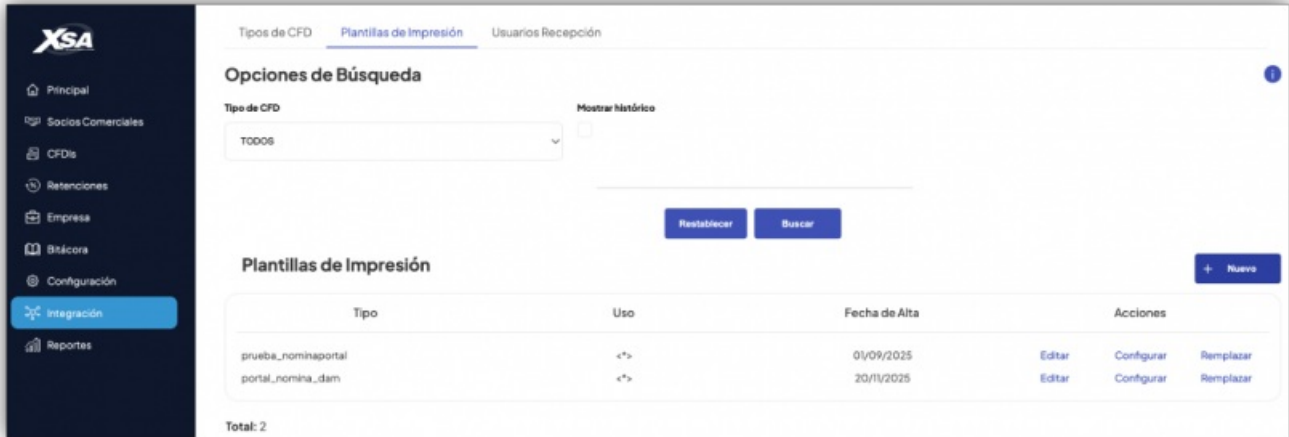 XSA
Principal
Socios Comerciales
CFDIs
Retenciones
Empresa
Bitácora
Configuración
Integración
Reportes
Tipos de CFD Plantillas de Impresión Usuarios Recepción
Opciones de Búsqueda
Tipo de CFD Mostrar histórico
TODOS
Restablecer Buscar
Plantillas de Impresión
+ Nuevo
Tipo Uso Fecha de Alta Acciones
prueba_nominaportal <*> 01/09/2025 Editar Configurar Remplazar
portal_nomina_dam <*> 20/11/2025 Editar Configurar Remplazar
Total: 2